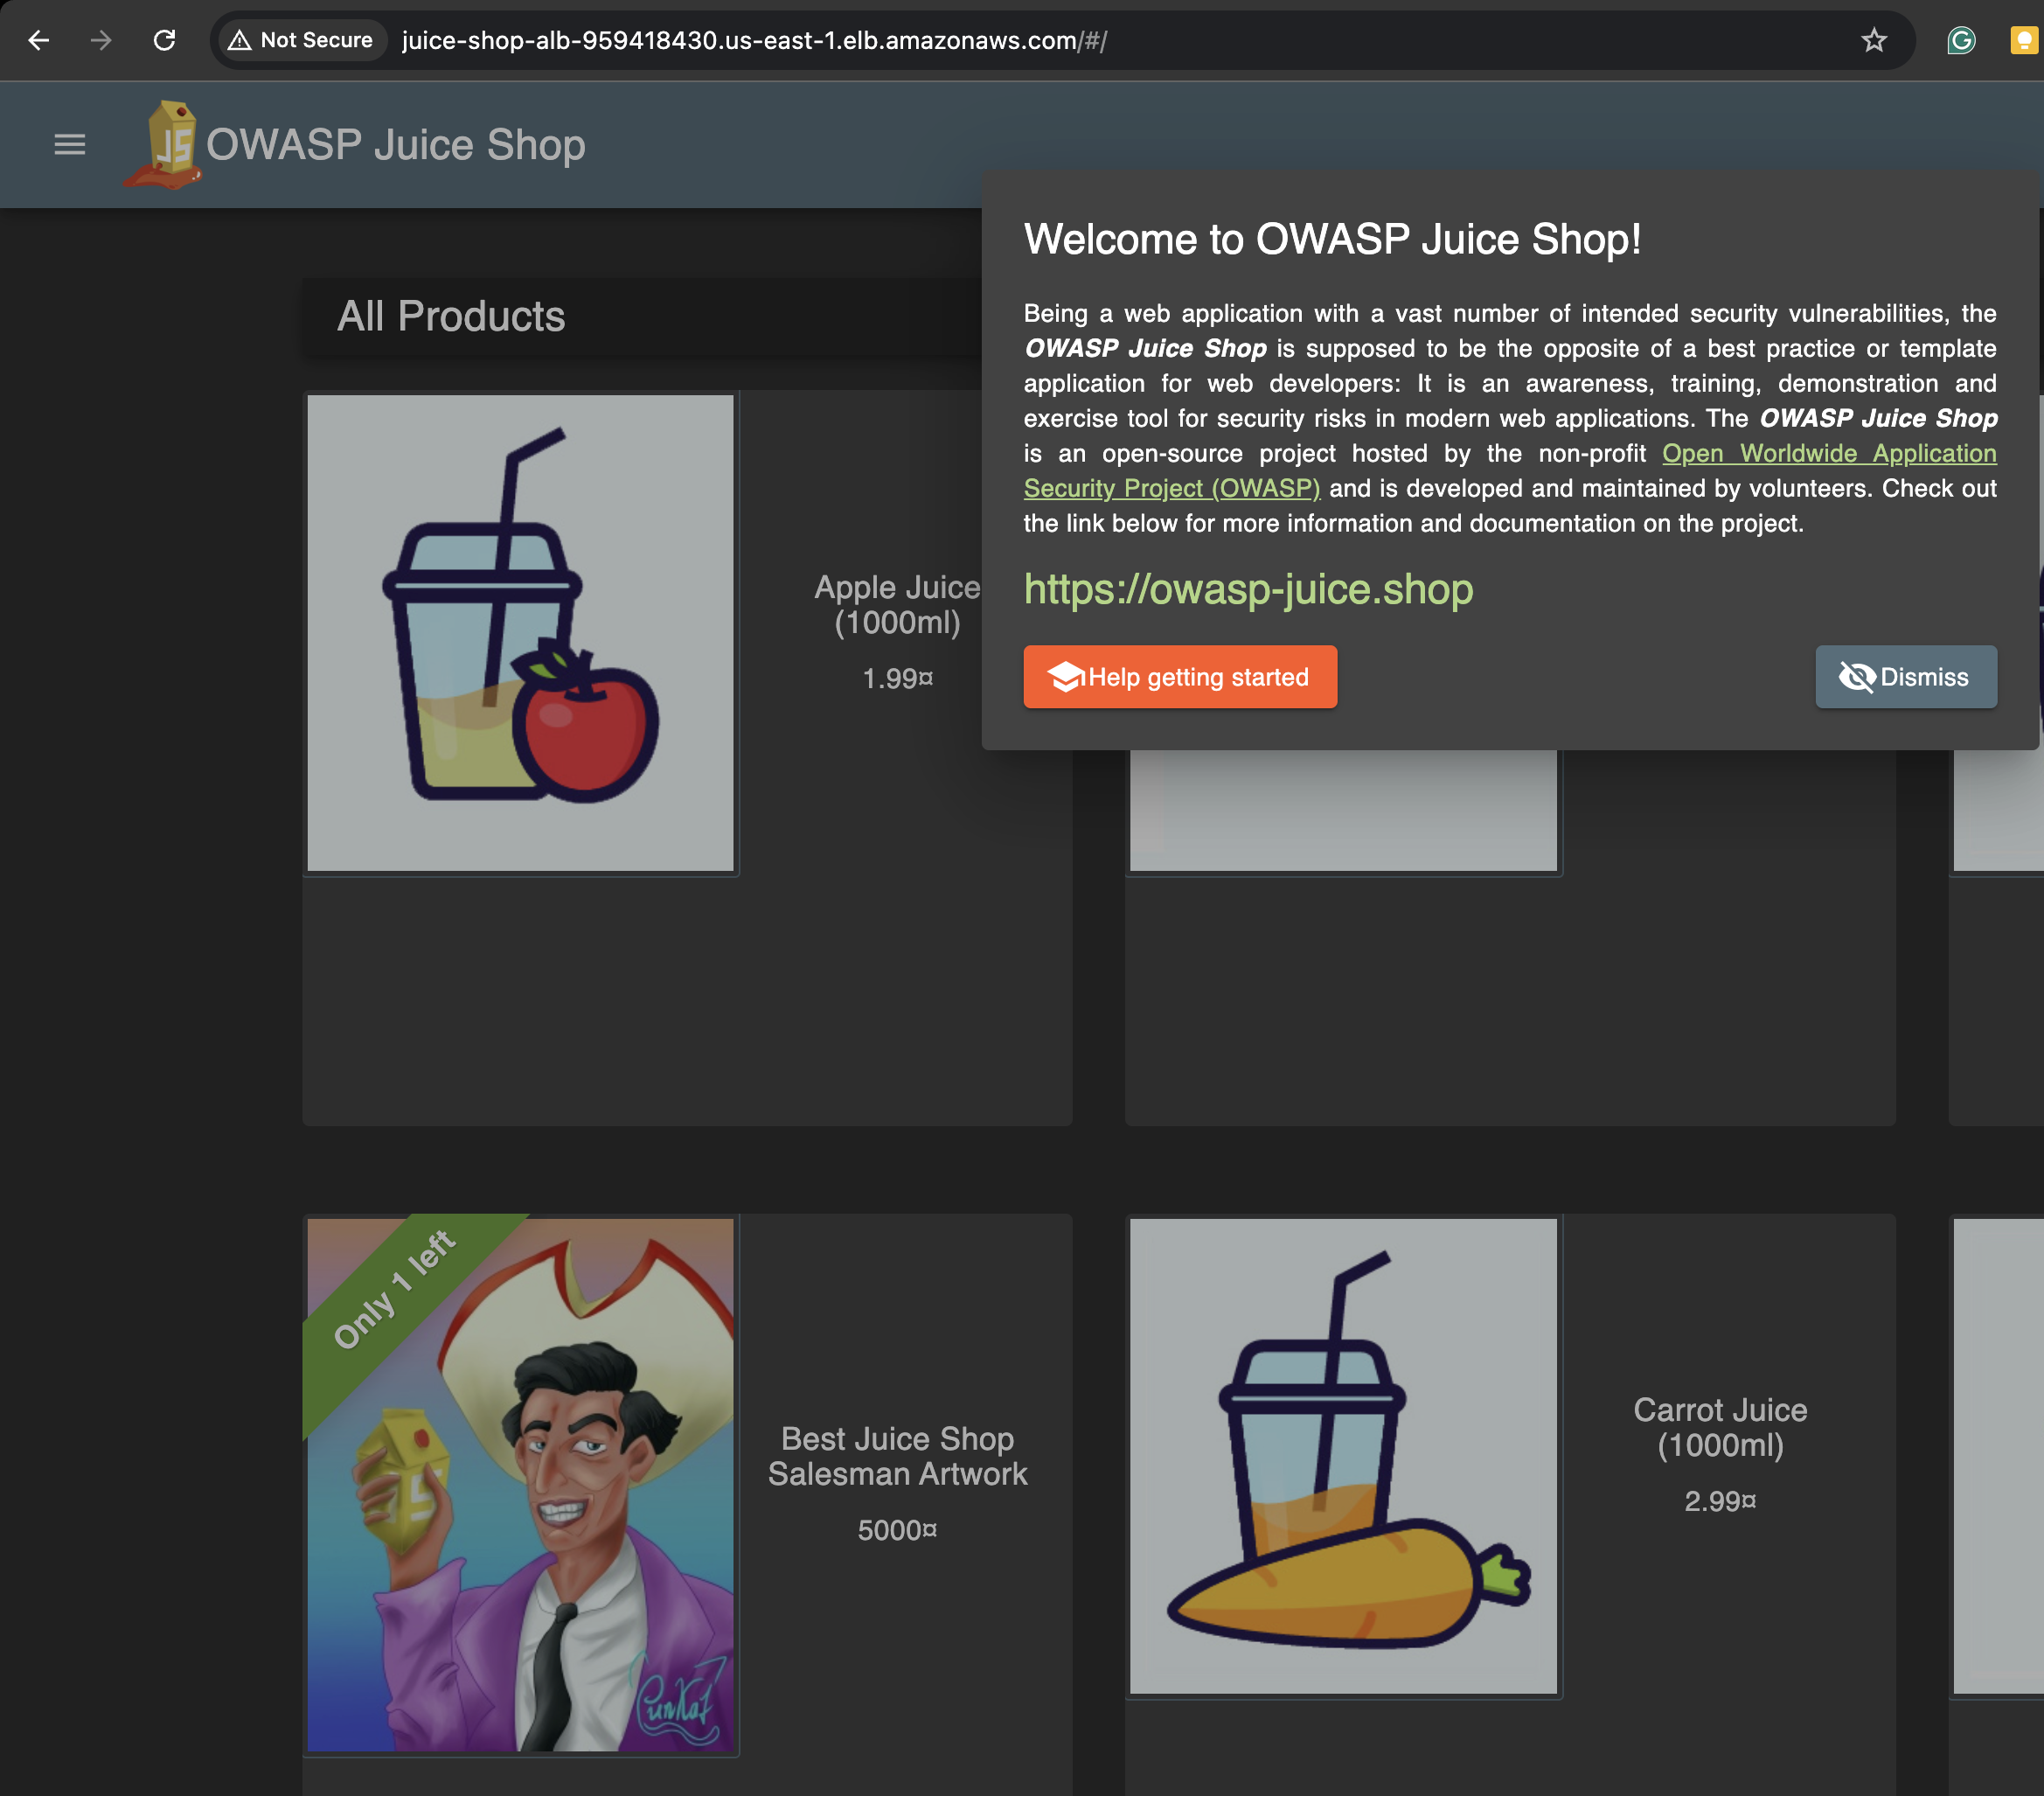 Not Secure juice-shop-alb-959418430.us-east-1.elb.amazonaws.com/#/
OWASP Juice Shop
Welcome to OWASP Juice Shop!
Being a web application with a vast number of intended security vulnerabilities, the
OWASP Juice Shop is supposed to be the opposite of a best practice or template
application for web developers: It is an awareness, training, demonstration and
exercise tool for security risks in modern web applications. The OWASP Juice Shop
is an open-source project hosted by the non-profit Open Worldwide Application
Security Project (OWASP) and is developed and maintained by volunteers. Check out
the link below for more information and documentation on the project.
https://owasp-juice.shop
Help getting started
Dismiss
All Products
Apple Juice
(1000ml)
1.99¤
Only 1 left
Best Juice Shop
Salesman Artwork
5000¤
Carrot Juice
(1000ml)
2.99¤